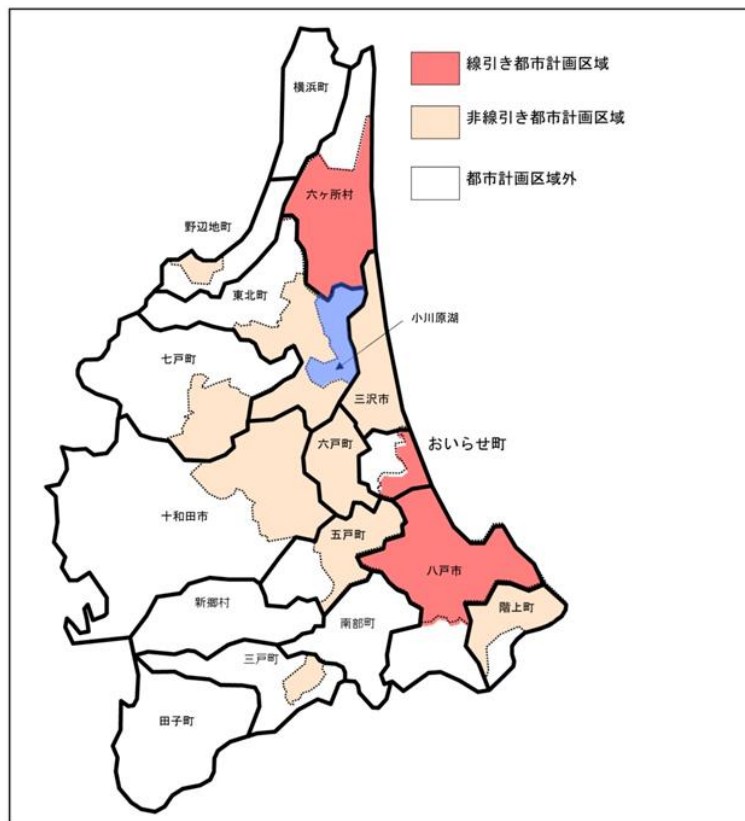 横浜町
線引き都市計画区域
非線引き都市計画区域
都市計画区域外
六ヶ所村
野辺地町
東北町
小川原湖
七戸町
三沢市
六戸町
おいらせ町
十和田市
五戸町
八戸市
新郷村
階上町
南部町
三戸町
田子町